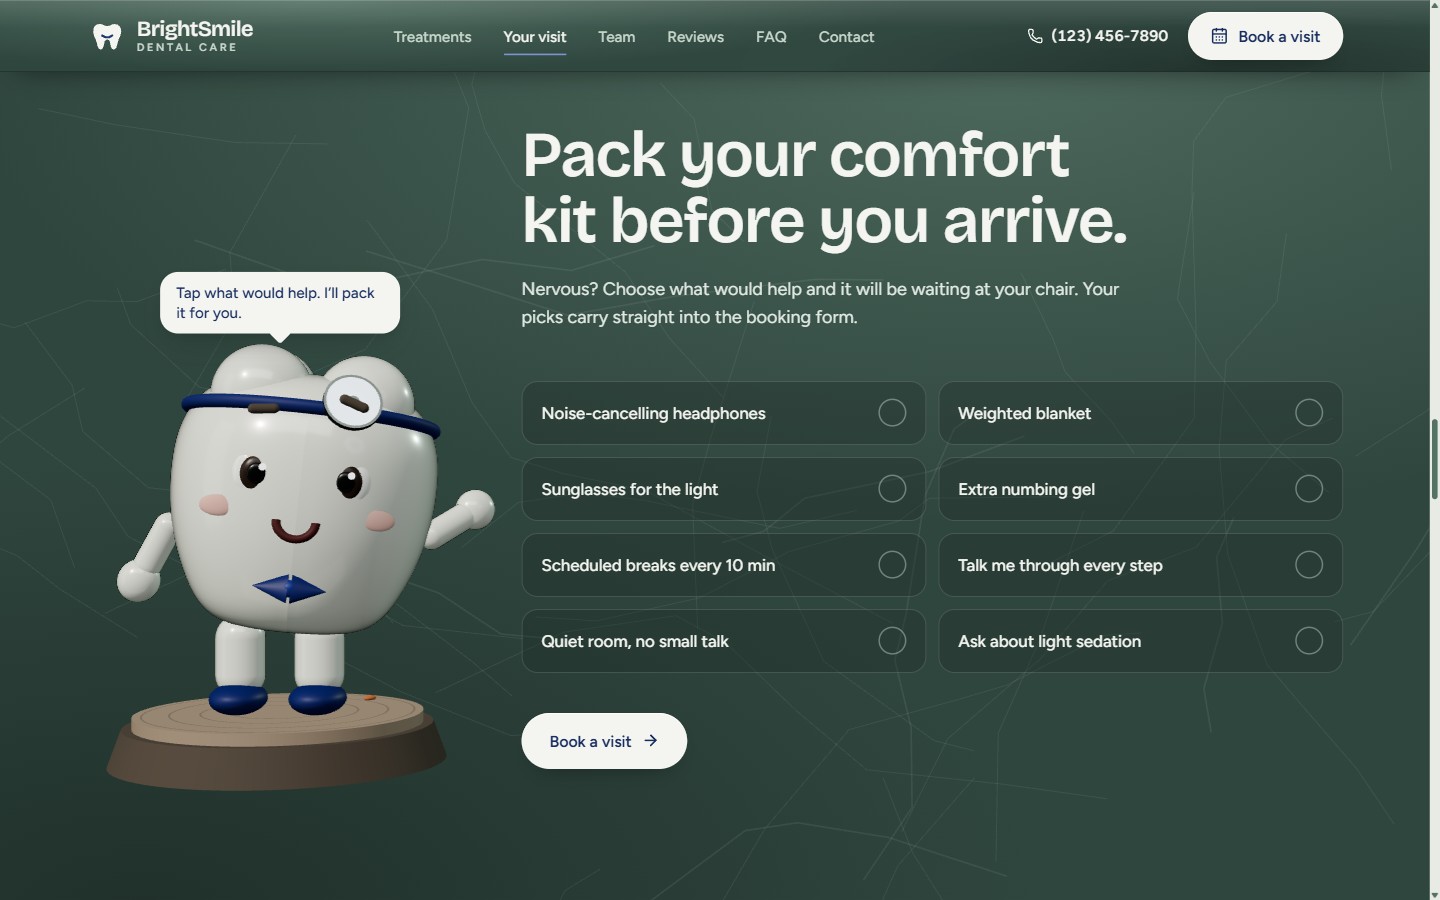 BrightSmile
DENTAL CARE
Treatments
Your visit
Team
Reviews
FAQ
Contact
(123) 456-7890
Book a visit
Pack your comfort
kit before you arrive.
Nervous? Choose what would help and it will be waiting at your chair. Your
picks carry straight into the booking form.
Tap what would help. I’ll pack
it for you.
Noise-cancelling headphones
Weighted blanket
Sunglasses for the light
Extra numbing gel
Scheduled breaks every 10 min
Talk me through every step
Quiet room, no small talk
Ask about light sedation
Book a visit